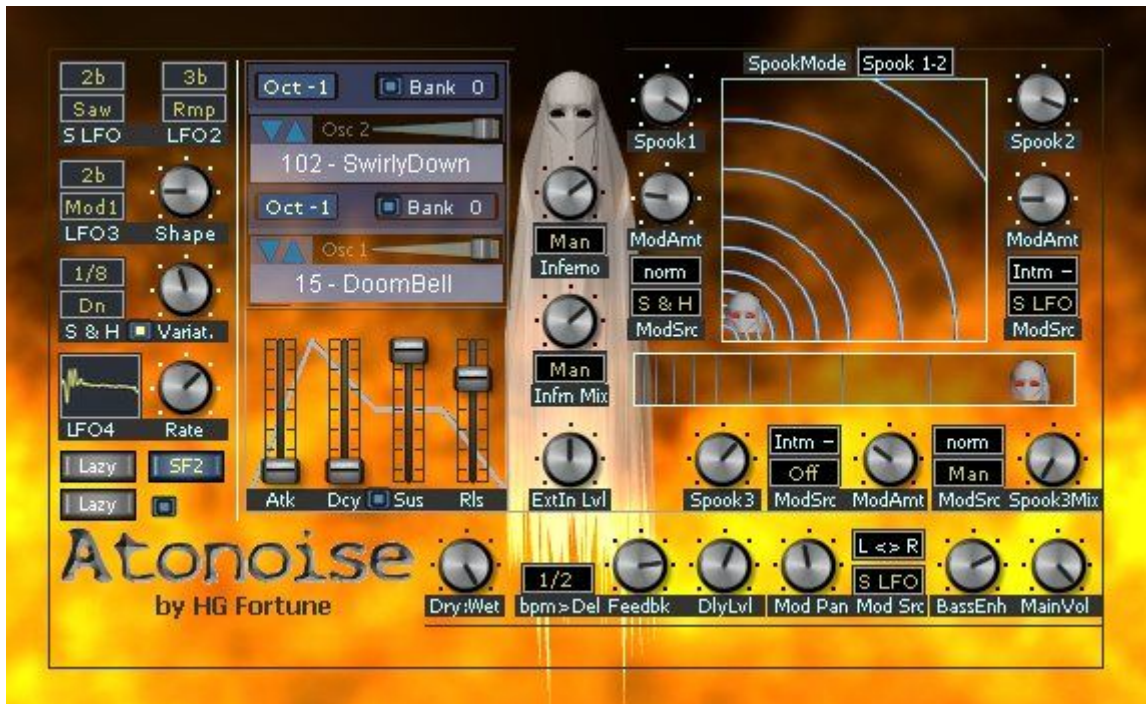 SpookMode Spook 1-2
2b 3b
Saw Rmp
S LFO LFO2
2b
Mod1
LFO3 Shape
1/8
Dn
S & H Variat.
LFO4 Rate
Lazy SF2
Lazy
Oct -1 Bank 0
Osc 2
102 - SwirlyDown
Oct -1 Bank 0
Osc 1
15 - DoomBell
Atk Dcy Sus Rls
Man
Inferno
Man
Infrn Mix
ExtIn Lvl
Spook1
ModAmt
norm
S & H
ModSrc
Spook2
ModAmt
Intrn -
S LFO
ModSrc
Intrn - norm
Off Man
Spook3 ModSrc ModAmt ModSrc Spook3Mix
Atonoise
by HG Fortune
L <> R
1/2 S LFO
Dry:Wet bpm>Del Feedbk DlyLvl Mod Pan Mod Src BassEnh MainVol